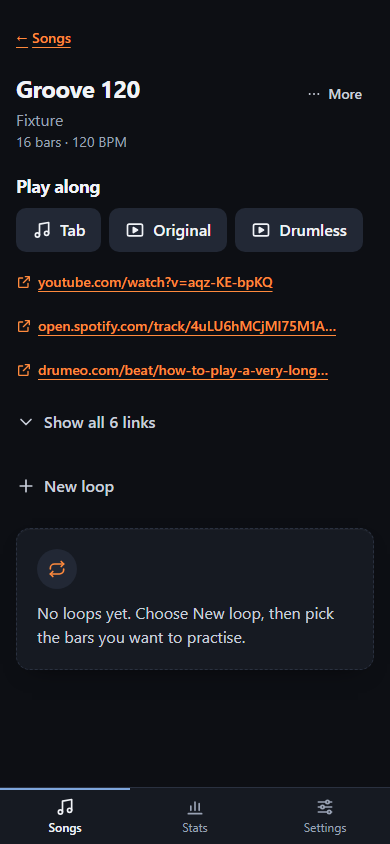 ← Songs
Groove 120
··· More
Fixture
16 bars · 120 BPM
Play along
Tab
Original
Drumless
youtube.com/watch?v=aqz-KE-bpKQ
open.spotify.com/track/4uLU6hMCjMI75M1A...
drumeo.com/beat/how-to-play-a-very-long...
Show all 6 links
New loop
No loops yet. Choose New loop, then pick
the bars you want to practise.
Songs
Stats
Settings